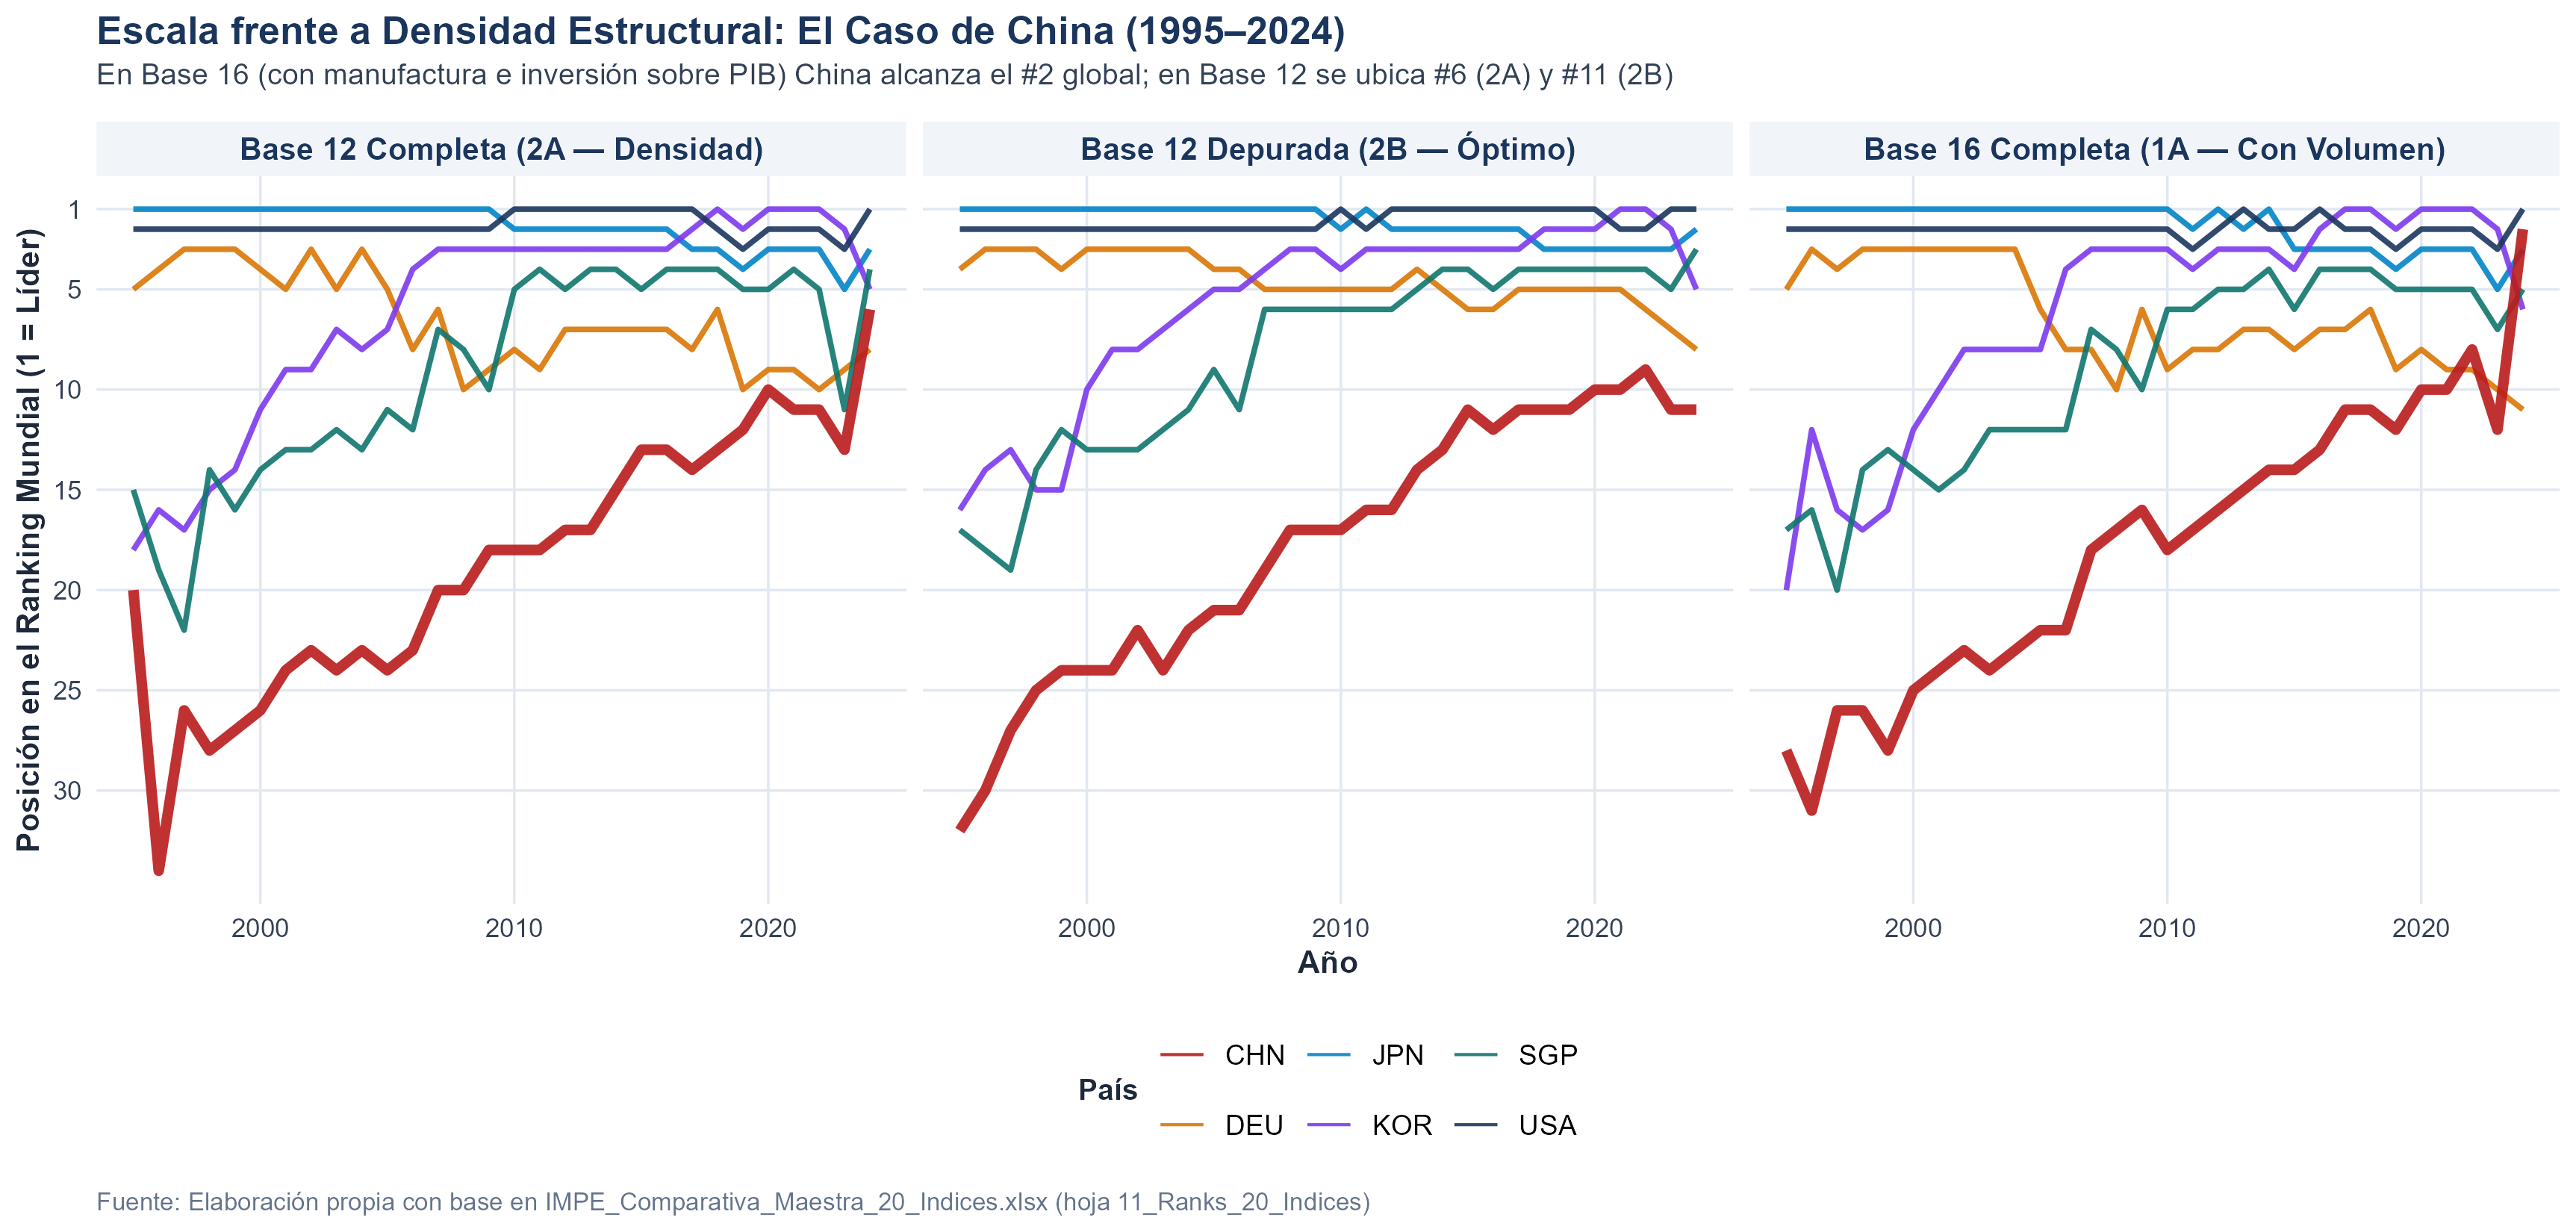 Escala frente a Densidad Estructural: El Caso de China (1995–2024)
En Base 16 (con manufactura e inversión sobre PIB) China alcanza el #2 global; en Base 12 se ubica #6 (2A) y #11 (2B)
Base 12 Completa (2A — Densidad)
Base 12 Depurada (2B — Óptimo)
Base 16 Completa (1A — Con Volumen)
Posición en el Ranking Mundial (1 = Líder)
1
5
10
15
20
25
30
2000 2010 2020
2000 2010 2020
2000 2010 2020
Año
País
CHN JPN SGP
DEU KOR USA
Fuente: Elaboración propia con base en IMPE_Comparativa_Maestra_20_Indices.xlsx (hoja 11_Ranks_20_Indices)